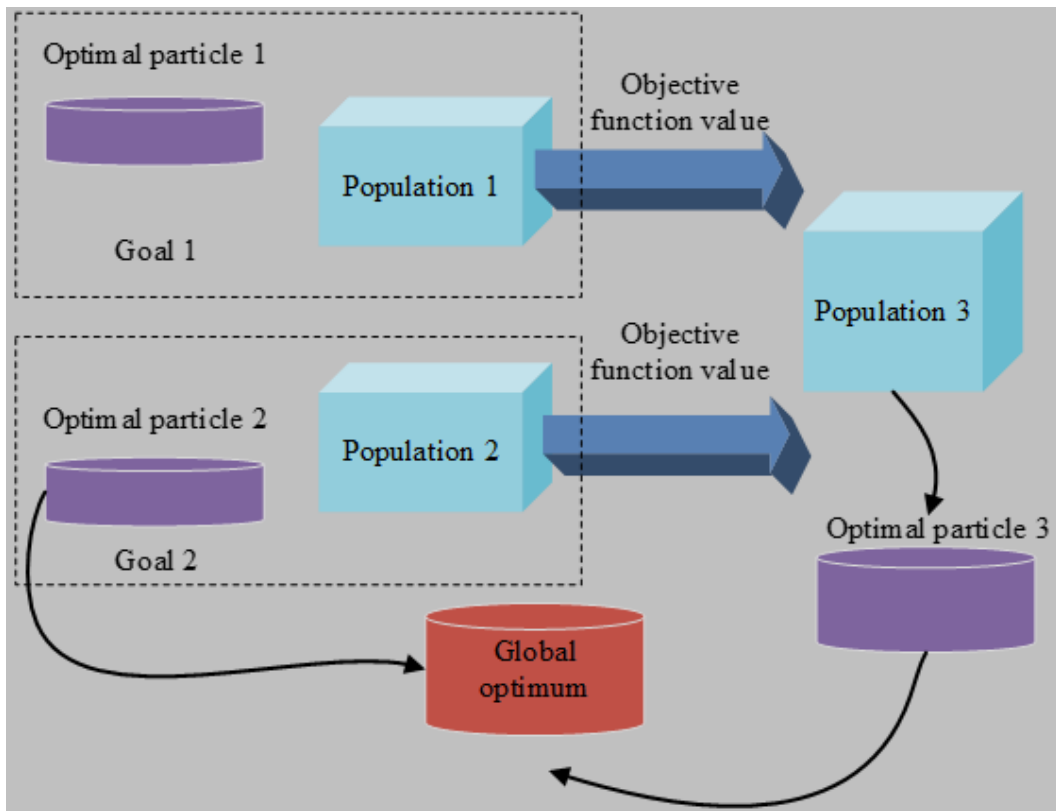 Optimal particle 1
Population 1
Goal 1
Objective
function value
Population 3
Optimal particle 2
Population 2
Goal 2
Objective
function value
Optimal particle 3
Global
optimum